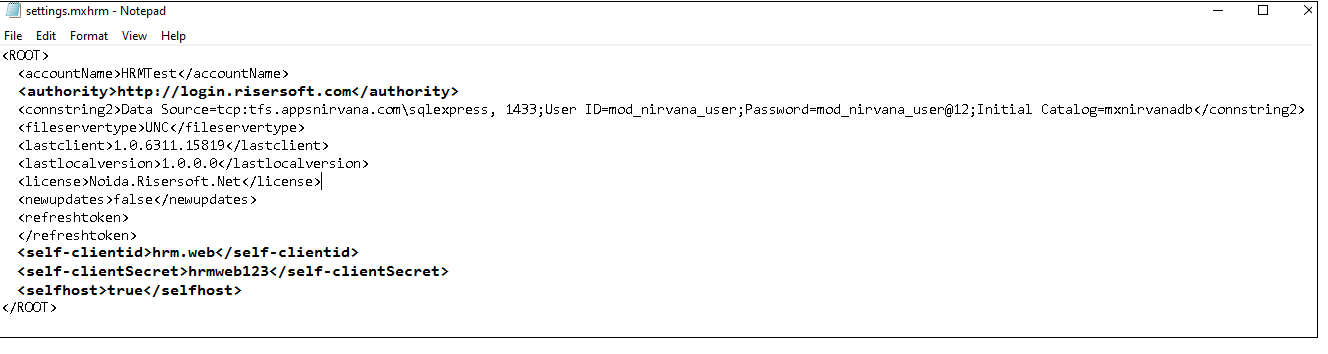 settings.mxhrm - Notepad
File Edit Format View Help
<ROOT>
<accountName>HRMTest</accountName>
<authority>http://login.risersoft.com</authority>
<connstring2>Data Source=tcp:tfs.appsnirvana.com\sqlexpress, 1433;User ID=mod_nirvana_user;Password=mod_nirvana_user@12;Initial Catalog=mxnirvanadb</connstring2>
<fileservertype>UNC</fileservertype>
<lastclient>1.0.6311.15819</lastclient>
<lastlocalversion>1.0.0.0</lastlocalversion>
<license>Noida.Risersoft.Net</license>
<newupdates>false</newupdates>
<refreshtoken>
</refreshtoken>
<self-clientid>hrm.web</self-clientid>
<self-clientSecret>hrmweb123</self-clientSecret>
<selfhost>true</selfhost>
</ROOT>